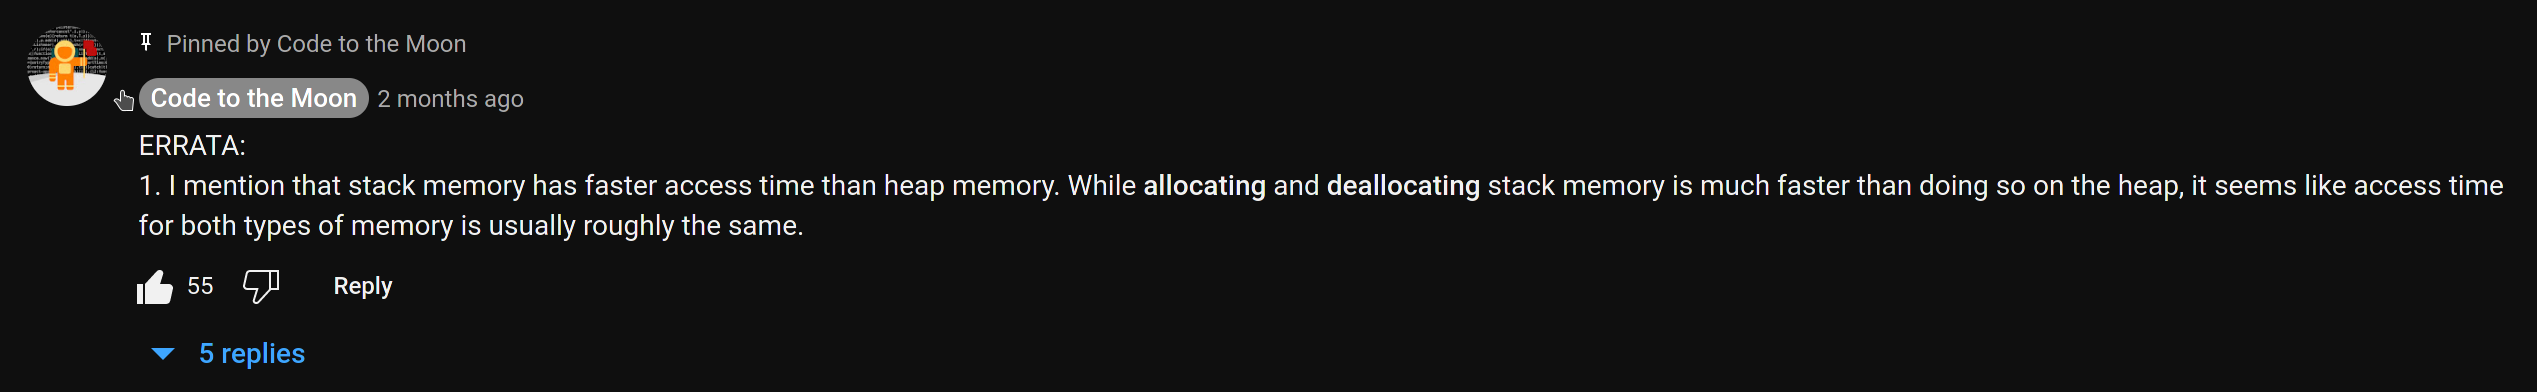 Pinned by Code to the Moon
Code to the Moon 2 months ago
ERRATA:
1. I mention that stack memory has faster access time than heap memory. While allocating and deallocating stack memory is much faster than doing so on the heap, it seems like access time
for both types of memory is usually roughly the same.
55 Reply
5 replies